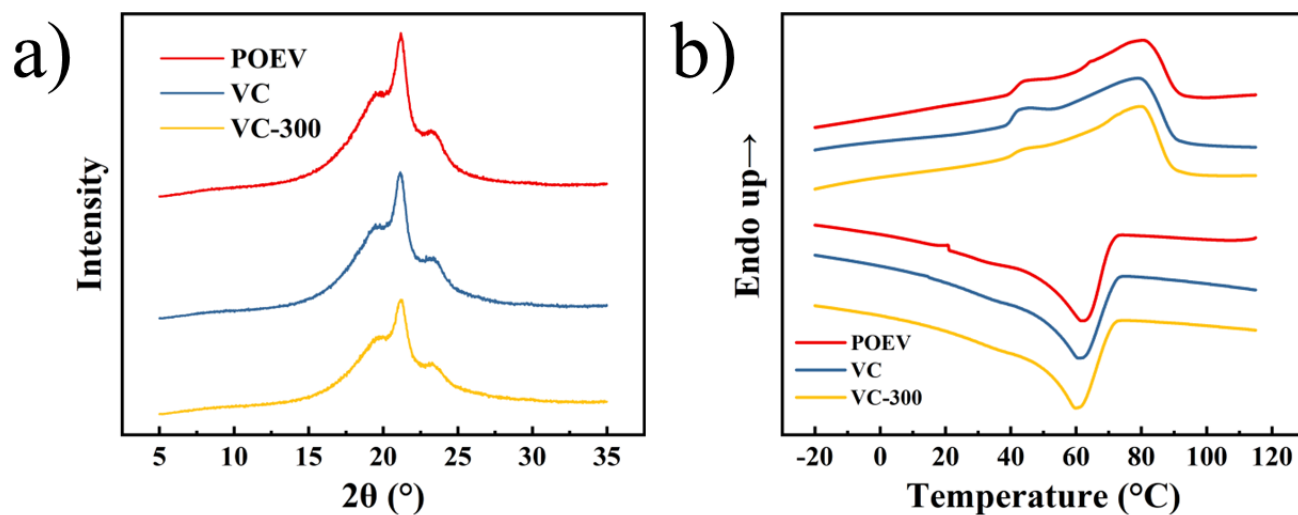 a)
POEV
VC
VC-300
Intensity
5 10 15 20 25 30 35
2θ (°)
b)
Endo up→
POEV
VC
VC-300
-20 0 20 40 60 80 100 120
Temperature (°C)